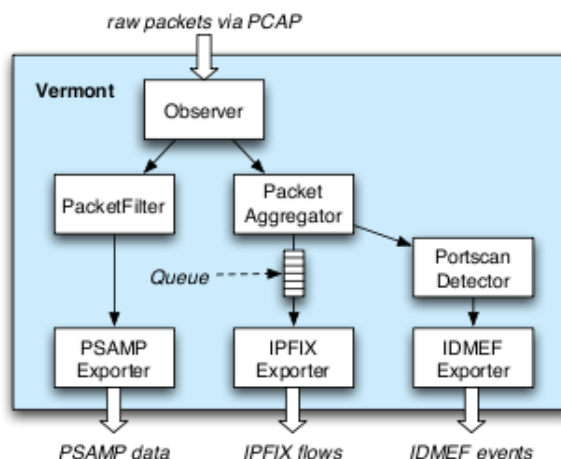 raw packets via PCAP
Vermont
Observer
PacketFilter
Packet
Aggregator
Queue
Portscan
Detector
PSAMP
Exporter
IPFIX
Exporter
IDMEF
Exporter
PSAMP data
IPFIX flows
IDMEF events